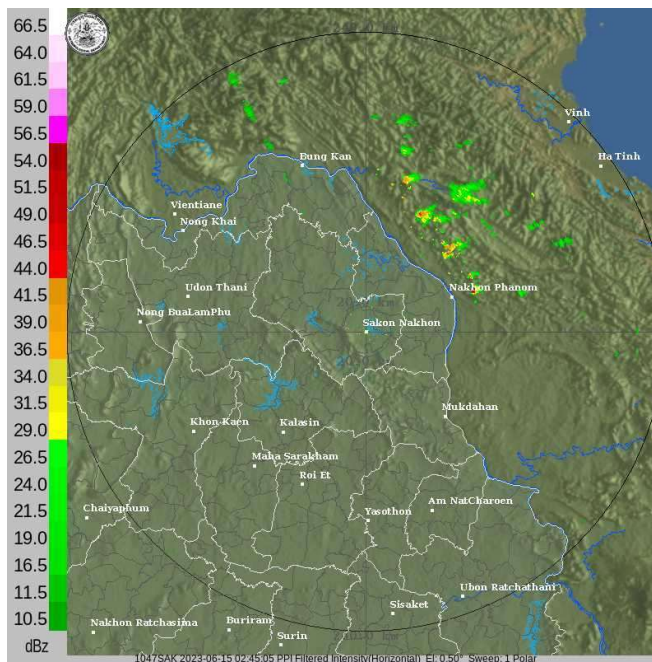 66.5
64.0
61.5
59.0
56.5
54.0
51.5
49.0
46.5
44.0
41.5
39.0
36.5
34.0
31.5
29.0
26.5
24.0
21.5
19.0
16.5
11.5
10.5
dBz
Vinh
Ha Tinh
Bung Kan
Vientiane
Nong Khai
Udon Thani
Nakhon Phanom
Nong BuaLamPhu
Sakon Nakhon
Mukdahan
Khon Kaen
Kalasin
Maha Sarakham
Roi Et
Chaiyaphum
Am NatCharoen
Yasothon
Ubon Ratchathani
Sisaket
Nakhon Ratchasima
Buriram
Surin
1047SAK 2023-06-15 02:45:05 PPI Filtered Intensity(Horizontal) El: 0.50° Sweep: 1 Polar